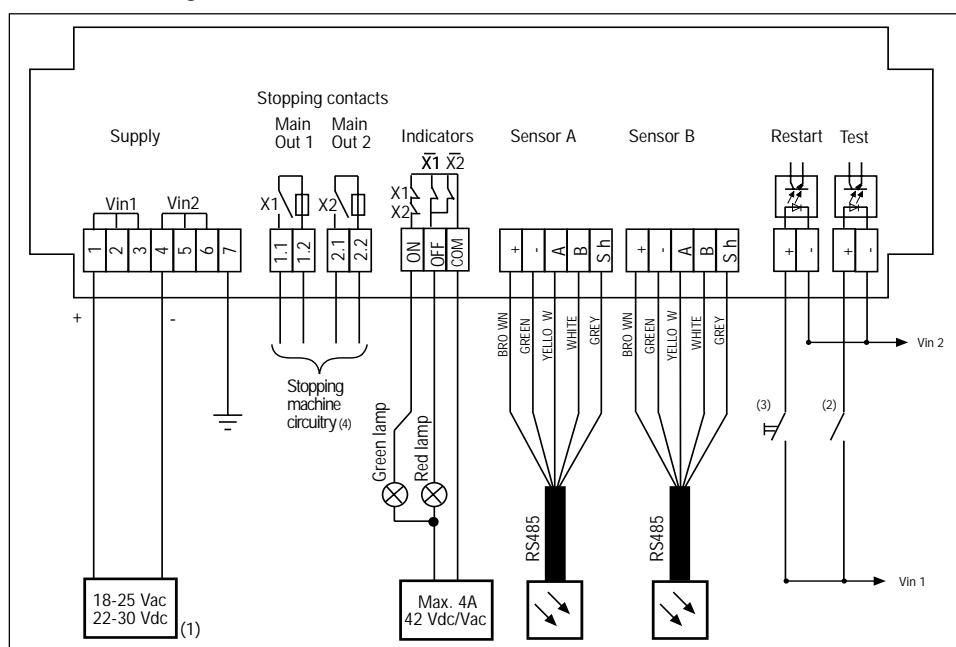 Stopping contacts
Supply
Main Out 1
Main Out 2
Indicators
Sensor A
Sensor B
Restart
Test
X1 X2
Vin1
Vin2
X1
X2
X1
X2
1 2 3 4 5 6 7
1.1 1.2
2.1 2.2
ON OFF COM
+ - A B Sh
+ - A B Sh
+ -
+ -
+ -
BRO WN GREEN YELLO W WHITE GREY
BRO WN GREEN YELLO W WHITE GREY
Vin 2
Stopping
machine
circuitry (4)
(3)
(2)
Green lamp
Red lamp
RS485
RS485
Vin 1
18-25 Vac
22-30 Vdc
(1)
Max. 4A
42 Vdc/Vac